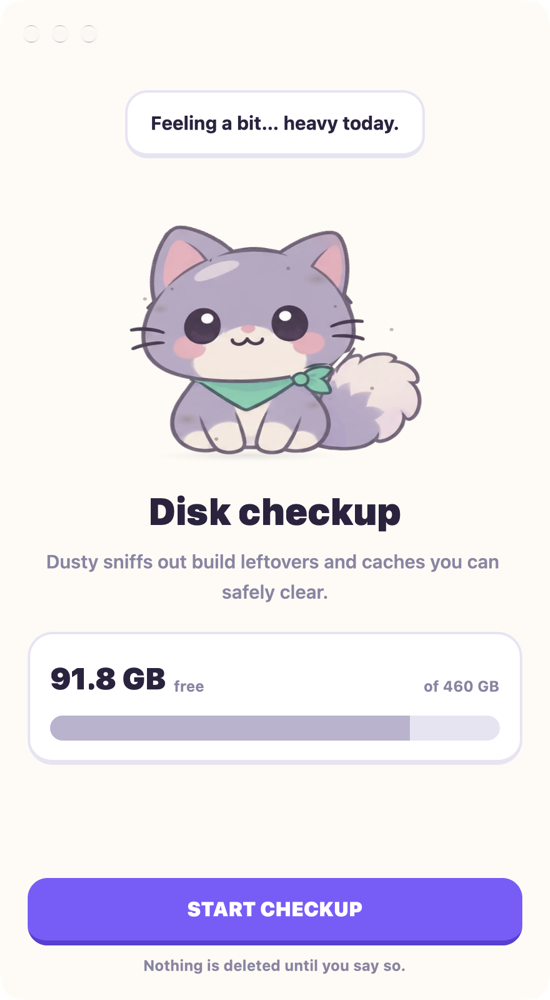 Feeling a bit... heavy today.
Disk checkup
Dusty sniffs out build leftovers and caches you can
safely clear.
91.8 GB free of 460 GB
START CHECKUP
Nothing is deleted until you say so.